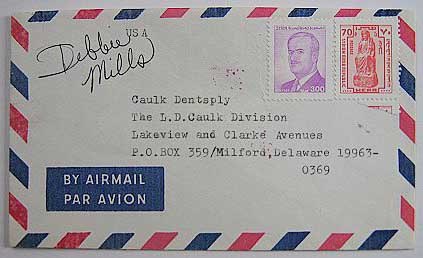 USA
Debbie
Mills
Caulk Dentsply
The L.D.Caulk Division
Lakeview and Clarke Avenues
P.O.BOX 359/Milford,Delaware 19963-
0369
BY AIRMAIL
PAR AVION
300
70
٧٠